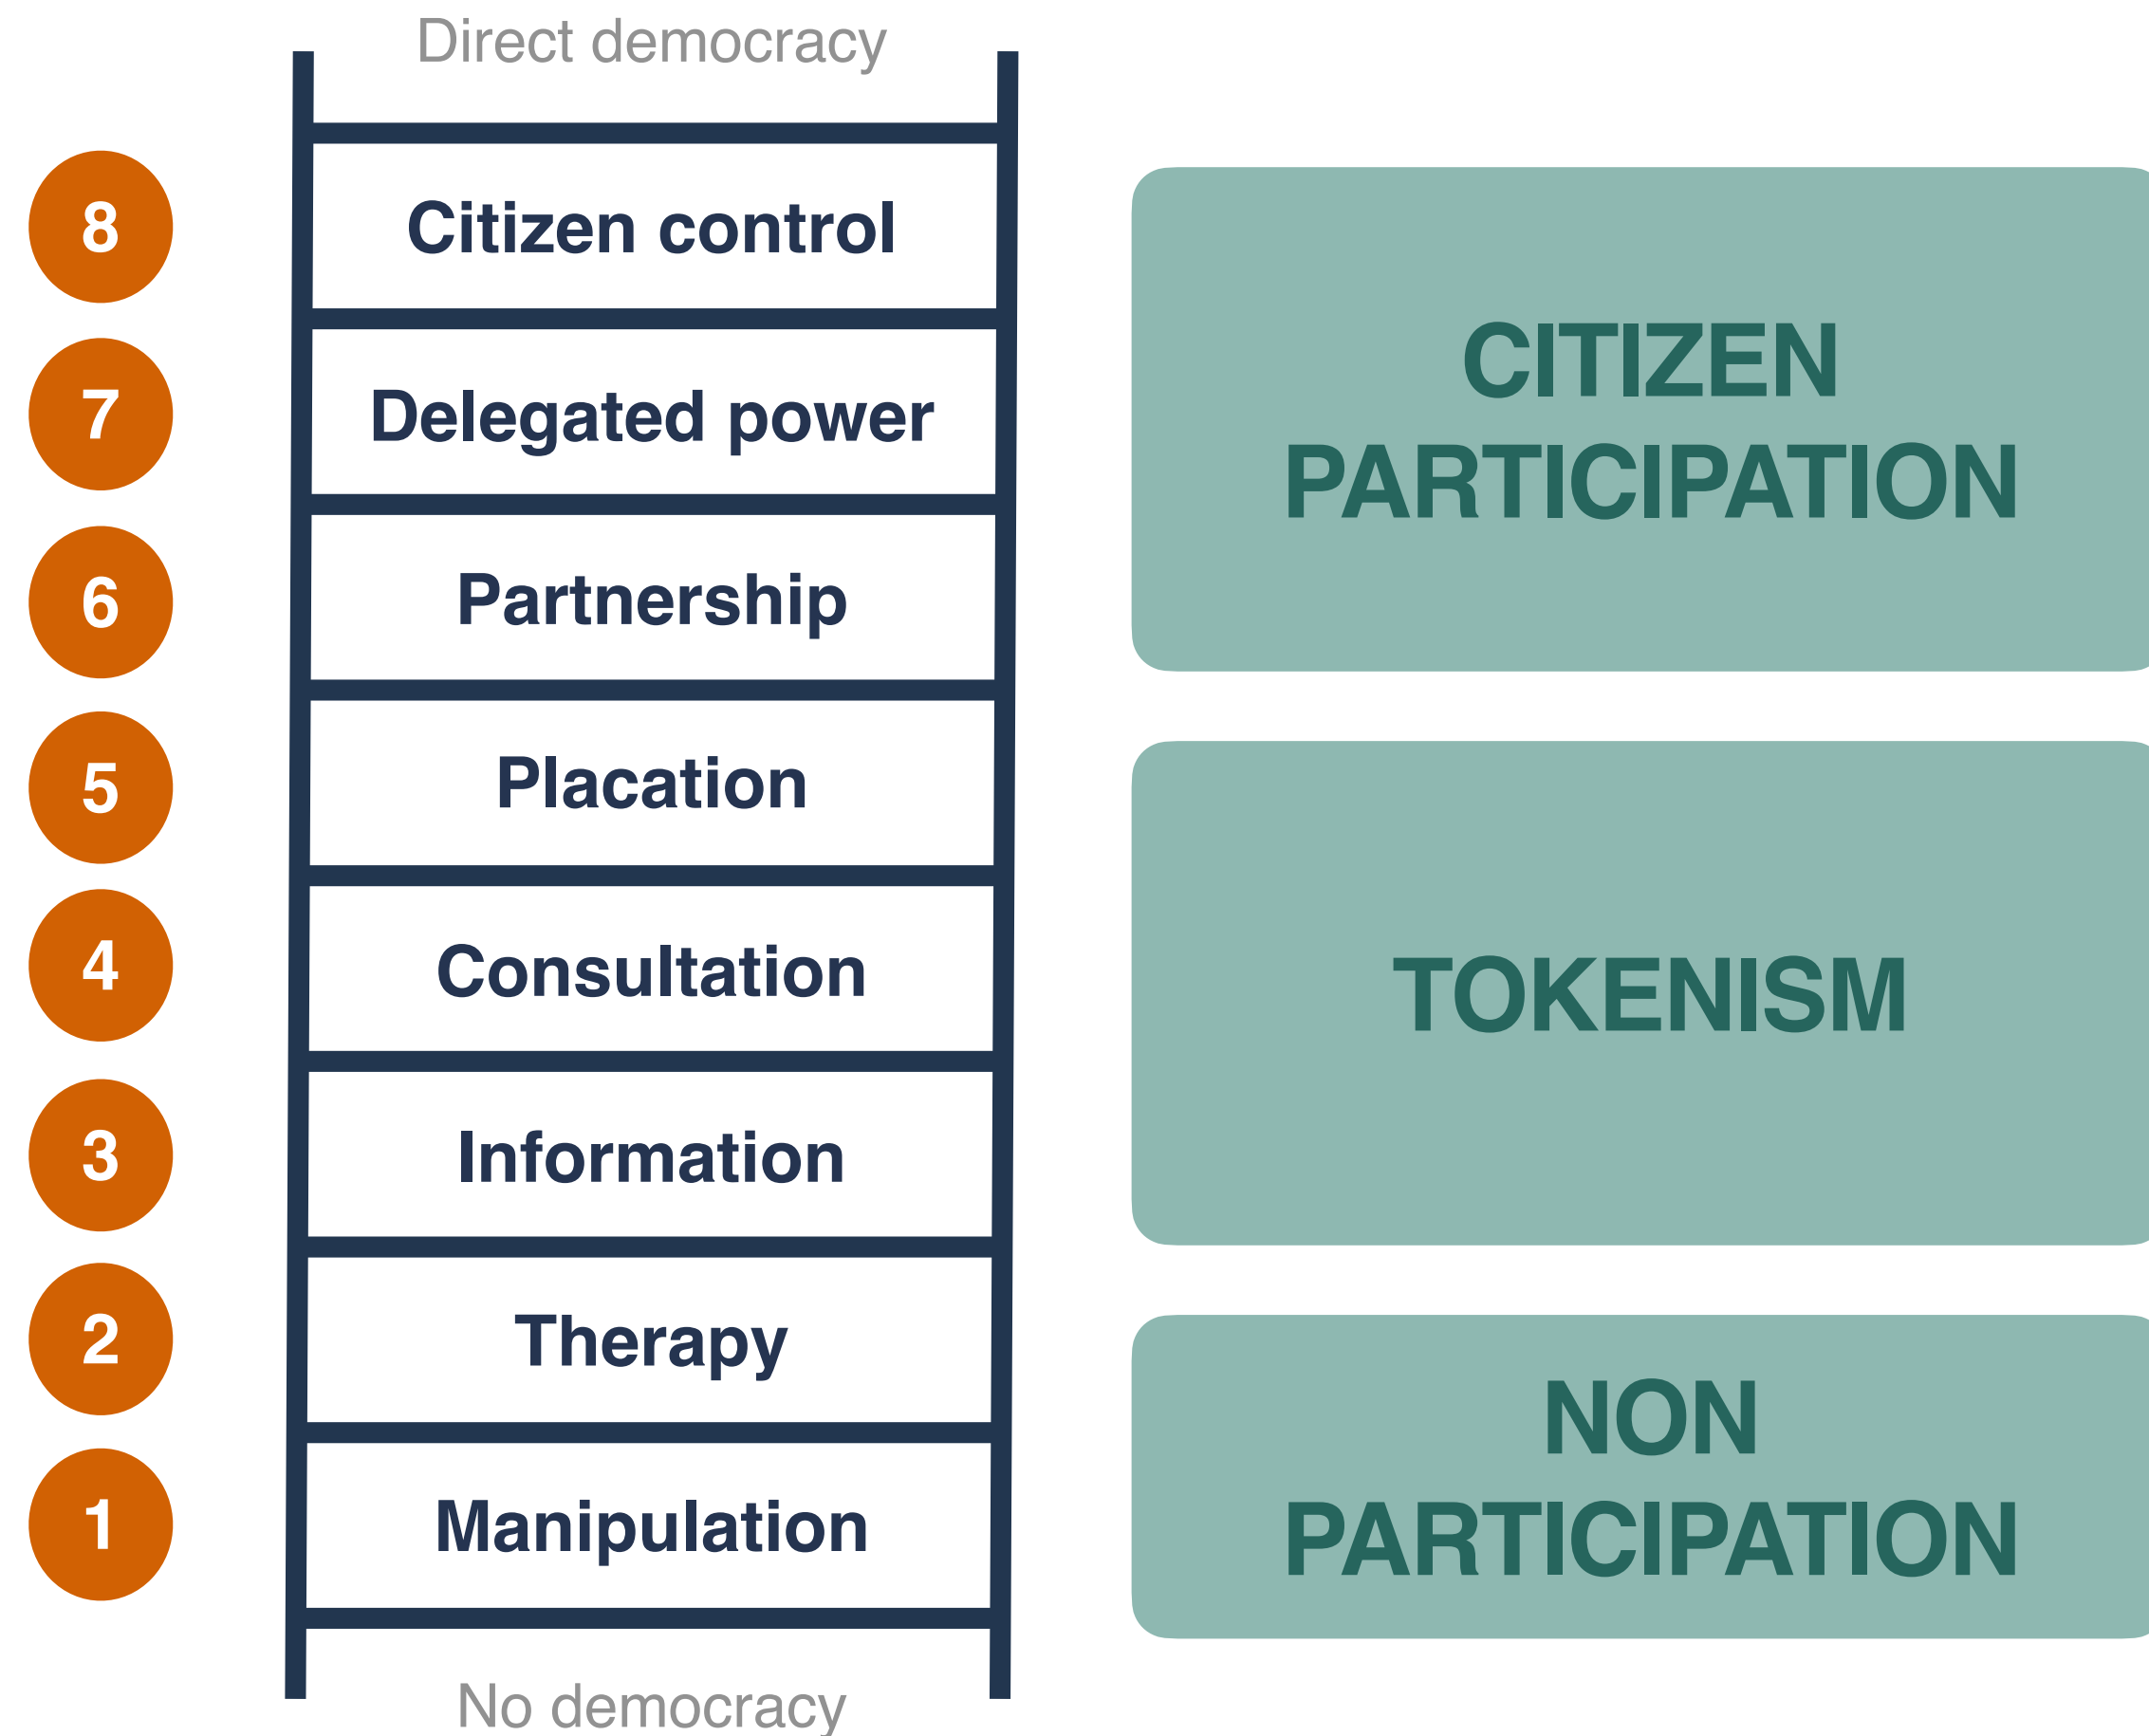 Direct democracy
8
Citizen control
7
Delegated power
6
Partnership
CITIZEN
PARTICIPATION
5
Placation
4
Consultation
3
Information
TOKENISM
2
Therapy
1
Manipulation
NON
PARTICIPATION
No democracy